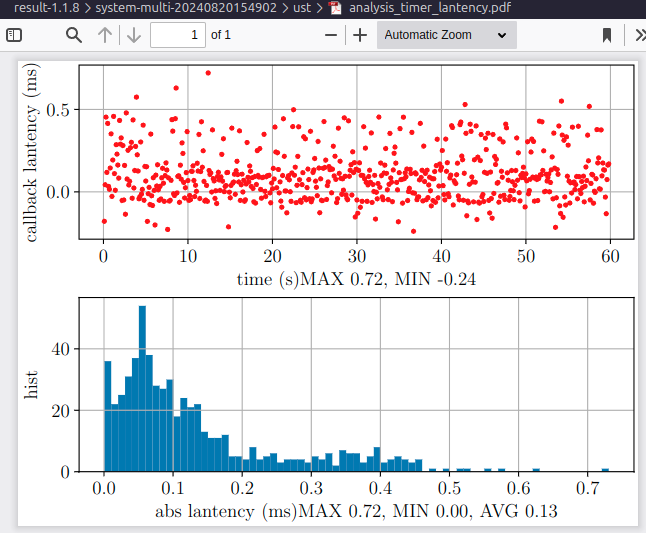 result-1.1.8 > system-multi-20240820154902 > ust > analysis_timer_lantency.pdf
1 of 1 Automatic Zoom
callback lantency (ms)
0.5
0.0
0 10 20 30 40 50 60
time (s)MAX 0.72, MIN -0.24
hist
40
20
0
0.0 0.1 0.2 0.3 0.4 0.5 0.6 0.7
abs lantency (ms)MAX 0.72, MIN 0.00, AVG 0.13